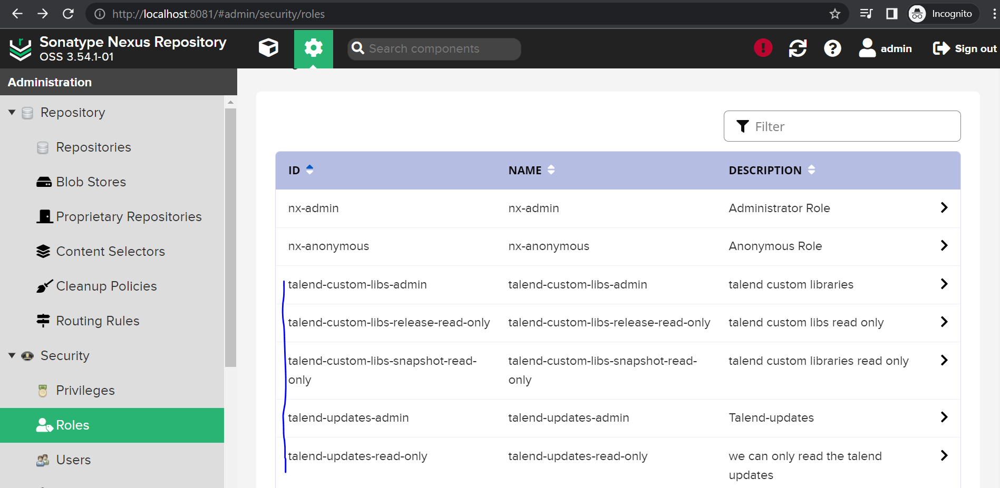 http://localhost:8081/#admin/security/roles
Incognito
Sonatype Nexus Repository
OSS 3.54.1-01
Search components
admin
Sign out
Administration
Repository
Repositories
Blob Stores
Proprietary Repositories
Content Selectors
Cleanup Policies
Routing Rules
Security
Privileges
Roles
Users
Filter
ID NAME DESCRIPTION
nx-admin nx-admin Administrator Role
nx-anonymous nx-anonymous Anonymous Role
talend-custom-libs-admin talend-custom-libs-admin talend custom libraries
talend-custom-libs-release-read-only talend-custom-libs-release-read-only talend custom libs read only
talend-custom-libs-snapshot-read- talend-custom-libs-snapshot-read- talend custom libraries read only
only only
talend-updates-admin talend-updates-admin Talend-updates
talend-updates-read-only talend-updates-read-only we can only read the talend
updates